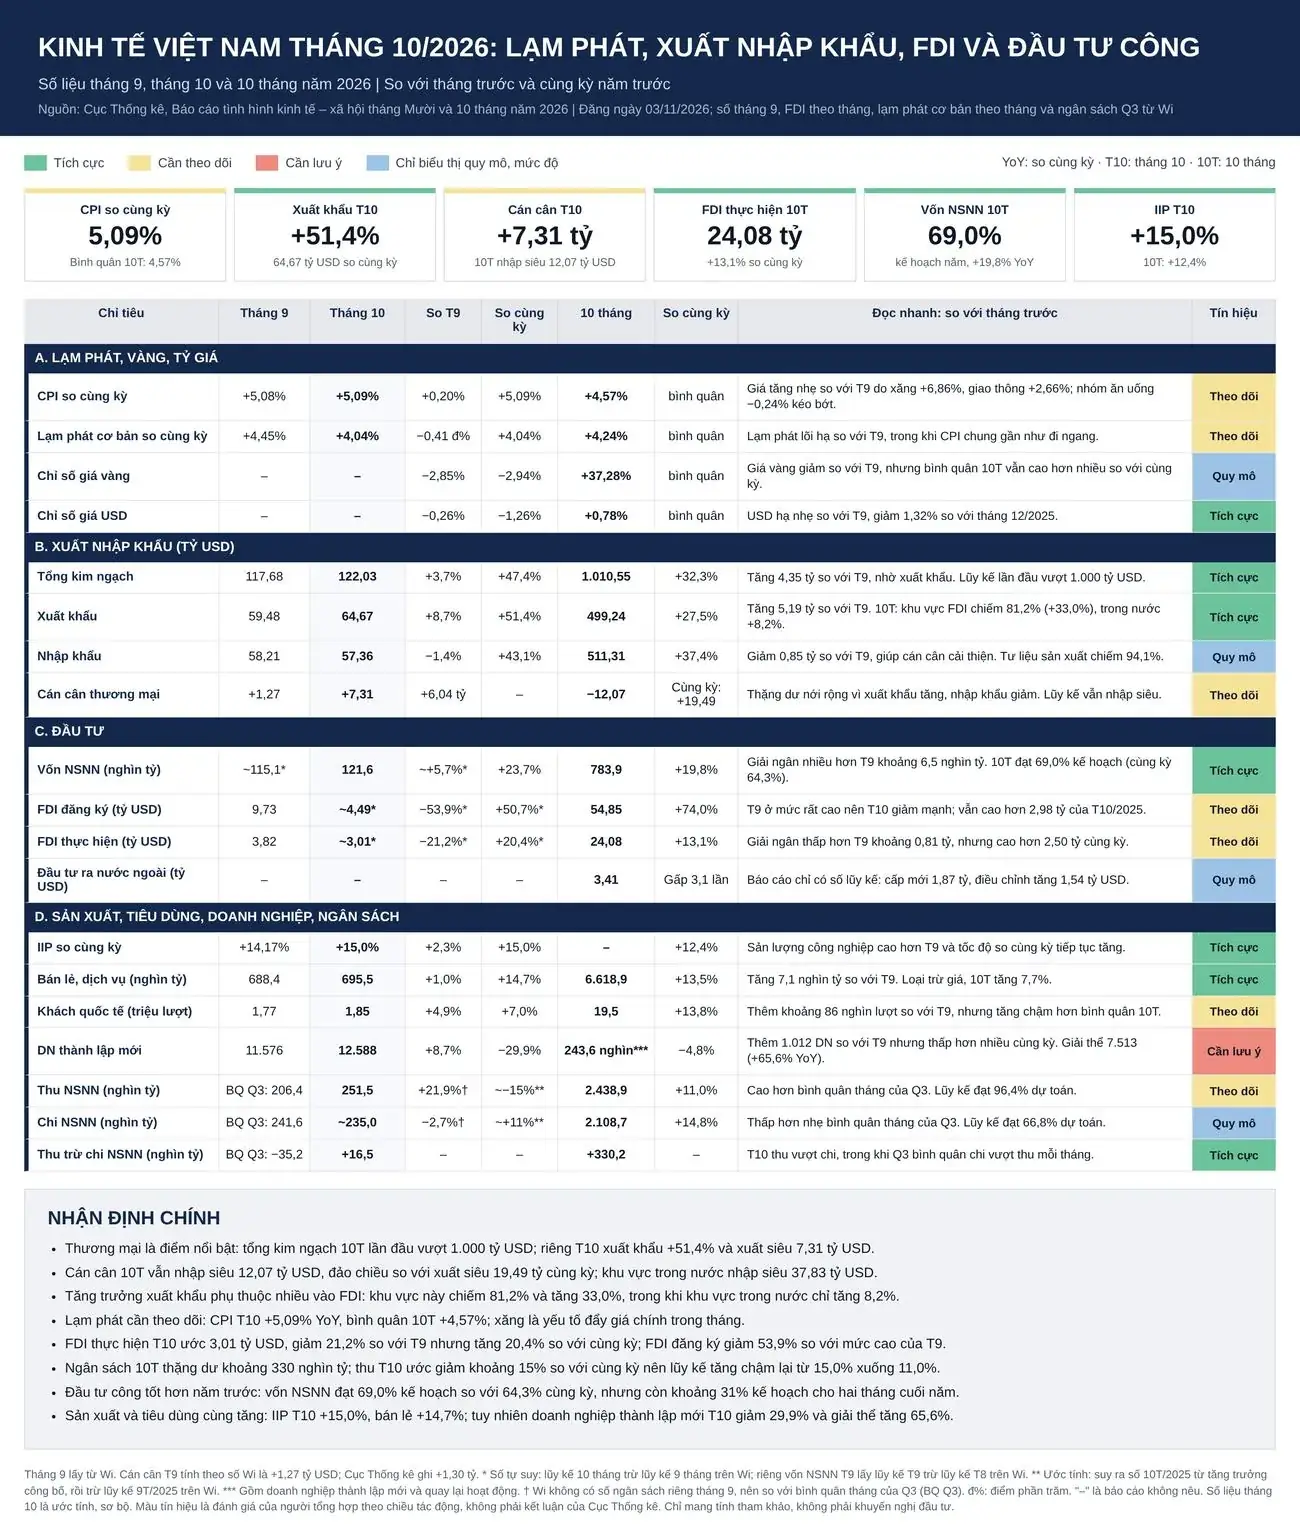 KINH TẾ VIỆT NAM THÁNG 10/2026: LẠM PHÁT, XUẤT NHẬP KHẨU, FDI VÀ ĐẦU TƯ CÔNG
Số liệu tháng 9, tháng 10 và 10 tháng năm 2026 | So với tháng trước và cùng kỳ năm trước
Nguồn: Cục Thống kê, Báo cáo tình hình kinh tế – xã hội tháng Mười và 10 tháng năm 2026 | Đăng ngày 03/11/2026; số tháng 9, FDI theo tháng, lạm phát cơ bản theo tháng và ngân sách Q3 từ Wi
Tích cực Cần theo dõi Cần lưu ý Chỉ biểu thị quy mô, mức độ YoY: so cùng kỳ · T10: tháng 10 · 10T: 10 tháng
CPI so cùng kỳ
5,09%
Bình quân 10T: 4,57%
Xuất khẩu T10
+51,4%
64,67 tỷ USD so cùng kỳ
Cán cân T10
+7,31 tỷ
10T nhập siêu 12,07 tỷ USD
FDI thực hiện 10T
24,08 tỷ
+13,1% so cùng kỳ
Vốn NSNN 10T
69,0%
kế hoạch năm, +19,8% YoY
IIP T10
+15,0%
10T: +12,4%
Chỉ tiêu Tháng 9 Tháng 10 So T9 So cùng kỳ 10 tháng So cùng kỳ Đọc nhanh: so với tháng trước Tín hiệu
A. LẠM PHÁT, VÀNG, TỶ GIÁ
CPI so cùng kỳ +5,08% +5,09% +0,20% +5,09% +4,57% bình quân Giá tăng nhẹ so với T9 do xăng +6,86%, giao thông +2,66%; nhóm ăn uống
−0,24% kéo bớt. Theo dõi
Lạm phát cơ bản so cùng kỳ +4,45% +4,04% −0,41 đ% +4,04% +4,24% bình quân Lạm phát lõi hạ so với T9, trong khi CPI chung gần như đi ngang. Theo dõi
Chỉ số giá vàng – – −2,85% −2,94% +37,28% bình quân Giá vàng giảm so với T9, nhưng bình quân 10T vẫn cao hơn nhiều so với cùng
kỳ. Quy mô
Chỉ số giá USD – – −0,26% −1,26% +0,78% bình quân USD hạ nhẹ so với T9, giảm 1,32% so với tháng 12/2025. Tích cực
B. XUẤT NHẬP KHẨU (TỶ USD)
Tổng kim ngạch 117,68 122,03 +3,7% +47,4% 1.010,55 +32,3% Tăng 4,35 tỷ so với T9, nhờ xuất khẩu. Lũy kế lần đầu vượt 1.000 tỷ USD. Tích cực
Xuất khẩu 59,48 64,67 +8,7% +51,4% 499,24 +27,5% Tăng 5,19 tỷ so với T9. 10T: khu vực FDI chiếm 81,2% (+33,0%), trong nước
+8,2%. Tích cực
Nhập khẩu 58,21 57,36 −1,4% +43,1% 511,31 +37,4% Giảm 0,85 tỷ so với T9, giúp cán cân cải thiện. Tư liệu sản xuất chiếm 94,1%. Quy mô
Cán cân thương mại +1,27 +7,31 +6,04 tỷ – −12,07 Cùng kỳ: +19,49 Thặng dư nới rộng vì xuất khẩu tăng, nhập khẩu giảm. Lũy kế vẫn nhập siêu. Theo dõi
C. ĐẦU TƯ
Vốn NSNN (nghìn tỷ) ~115,1* 121,6 ~+5,7%* +23,7% 783,9 +19,8% Giải ngân nhiều hơn T9 khoảng 6,5 nghìn tỷ. 10T đạt 69,0% kế hoạch (cùng kỳ
64,3%). Tích cực
FDI đăng ký (tỷ USD) 9,73 ~4,49* −53,9%* +50,7%* 54,85 +74,0% T9 ở mức rất cao nên T10 giảm mạnh; vẫn cao hơn 2,98 tỷ của T10/2025. Theo dõi
FDI thực hiện (tỷ USD) 3,82 ~3,01* −21,2%* +20,4%* 24,08 +13,1% Giải ngân thấp hơn T9 khoảng 0,81 tỷ, nhưng cao hơn 2,50 tỷ cùng kỳ. Theo dõi
Đầu tư ra nước ngoài (tỷ
USD) – – – – 3,41 Gấp 3,1 lần Báo cáo chỉ có số lũy kế: cấp mới 1,87 tỷ, điều chỉnh tăng 1,54 tỷ USD. Quy mô
D. SẢN XUẤT, TIÊU DÙNG, DOANH NGHIỆP, NGÂN SÁCH
IIP so cùng kỳ +14,17% +15,0% +2,3% +15,0% – +12,4% Sản lượng công nghiệp cao hơn T9 và tốc độ so cùng kỳ tiếp tục tăng. Tích cực
Bán lẻ, dịch vụ (nghìn tỷ) 688,4 695,5 +1,0% +14,7% 6.618,9 +13,5% Tăng 7,1 nghìn tỷ so với T9. Loại trừ giá, 10T tăng 7,7%. Tích cực
Khách quốc tế (triệu lượt) 1,77 1,85 +4,9% +7,0% 19,5 +13,8% Thêm khoảng 86 nghìn lượt so với T9, nhưng tăng chậm hơn bình quân 10T. Theo dõi
DN thành lập mới 11.576 12.588 +8,7% −29,9% 243,6 nghìn*** −4,8% Thêm 1.012 DN so với T9 nhưng thấp hơn nhiều cùng kỳ. Giải thể 7.513
(+65,6% YoY). Cần lưu ý
Thu NSNN (nghìn tỷ) BQ Q3: 206,4 251,5 +21,9%† ~−15%** 2.438,9 +11,0% Cao hơn bình quân tháng của Q3. Lũy kế đạt 96,4% dự toán. Theo dõi
Chi NSNN (nghìn tỷ) BQ Q3: 241,6 ~235,0 −2,7%† ~+11%** 2.108,7 +14,8% Thấp hơn nhẹ bình quân tháng của Q3. Lũy kế đạt 66,8% dự toán. Quy mô
Thu trừ chi NSNN (nghìn tỷ) BQ Q3: −35,2 +16,5 – – +330,2 – T10 thu vượt chi, trong khi Q3 bình quân chi vượt thu mỗi tháng. Tích cực
NHẬN ĐỊNH CHÍNH
• Thương mại là điểm nổi bật: tổng kim ngạch 10T lần đầu vượt 1.000 tỷ USD; riêng T10 xuất khẩu +51,4% và xuất siêu 7,31 tỷ USD.
• Cán cân 10T vẫn nhập siêu 12,07 tỷ USD, đảo chiều so với xuất siêu 19,49 tỷ cùng kỳ; khu vực trong nước nhập siêu 37,83 tỷ USD.
• Tăng trưởng xuất khẩu phụ thuộc nhiều vào FDI: khu vực này chiếm 81,2% và tăng 33,0%, trong khi khu vực trong nước chỉ tăng 8,2%.
• Lạm phát cần theo dõi: CPI T10 +5,09% YoY, bình quân 10T +4,57%; xăng là yếu tố đẩy giá chính trong tháng.
• FDI thực hiện T10 ước 3,01 tỷ USD, giảm 21,2% so với T9 nhưng tăng 20,4% so với cùng kỳ; FDI đăng ký giảm 53,9% so với mức cao của T9.
• Ngân sách 10T thặng dư khoảng 330 nghìn tỷ; thu T10 ước giảm khoảng 15% so với cùng kỳ nên lũy kế tăng chậm lại từ 15,0% xuống 11,0%.
• Đầu tư công tốt hơn năm trước: vốn NSNN đạt 69,0% kế hoạch so với 64,3% cùng kỳ, nhưng còn khoảng 31% kế hoạch cho hai tháng cuối năm.
• Sản xuất và tiêu dùng cùng tăng: IIP T10 +15,0%, bán lẻ +14,7%; tuy nhiên doanh nghiệp thành lập mới T10 giảm 29,9% và giải thể tăng 65,6%.
Tháng 9 lấy từ Wi. Cán cân T9 tính theo số Wi là +1,27 tỷ USD; Cục Thống kê ghi +1,30 tỷ. * Số tự suy: lũy kế 10 tháng trừ lũy kế 9 tháng trên Wi; riêng vốn NSNN T9 lấy lũy kế T9 trừ lũy kế T8 trên Wi. ** Ước tính: suy ra số 10T/2025 từ tăng trưởng
công bố, rồi trừ lũy kế 9T/2025 trên Wi. *** Gồm doanh nghiệp thành lập mới và quay lại hoạt động. † Wi không có số ngân sách riêng tháng 9, nên so với bình quân tháng của Q3 (BQ Q3). đ%: điểm phần trăm. "–" là báo cáo không nêu. Số liệu tháng
10 là ước tính, sơ bộ. Màu tín hiệu là đánh giá của người tổng hợp theo chiều tác động, không phải kết luận của Cục Thống kê. Chỉ mang tính tham khảo, không phải khuyến nghị đầu tư.